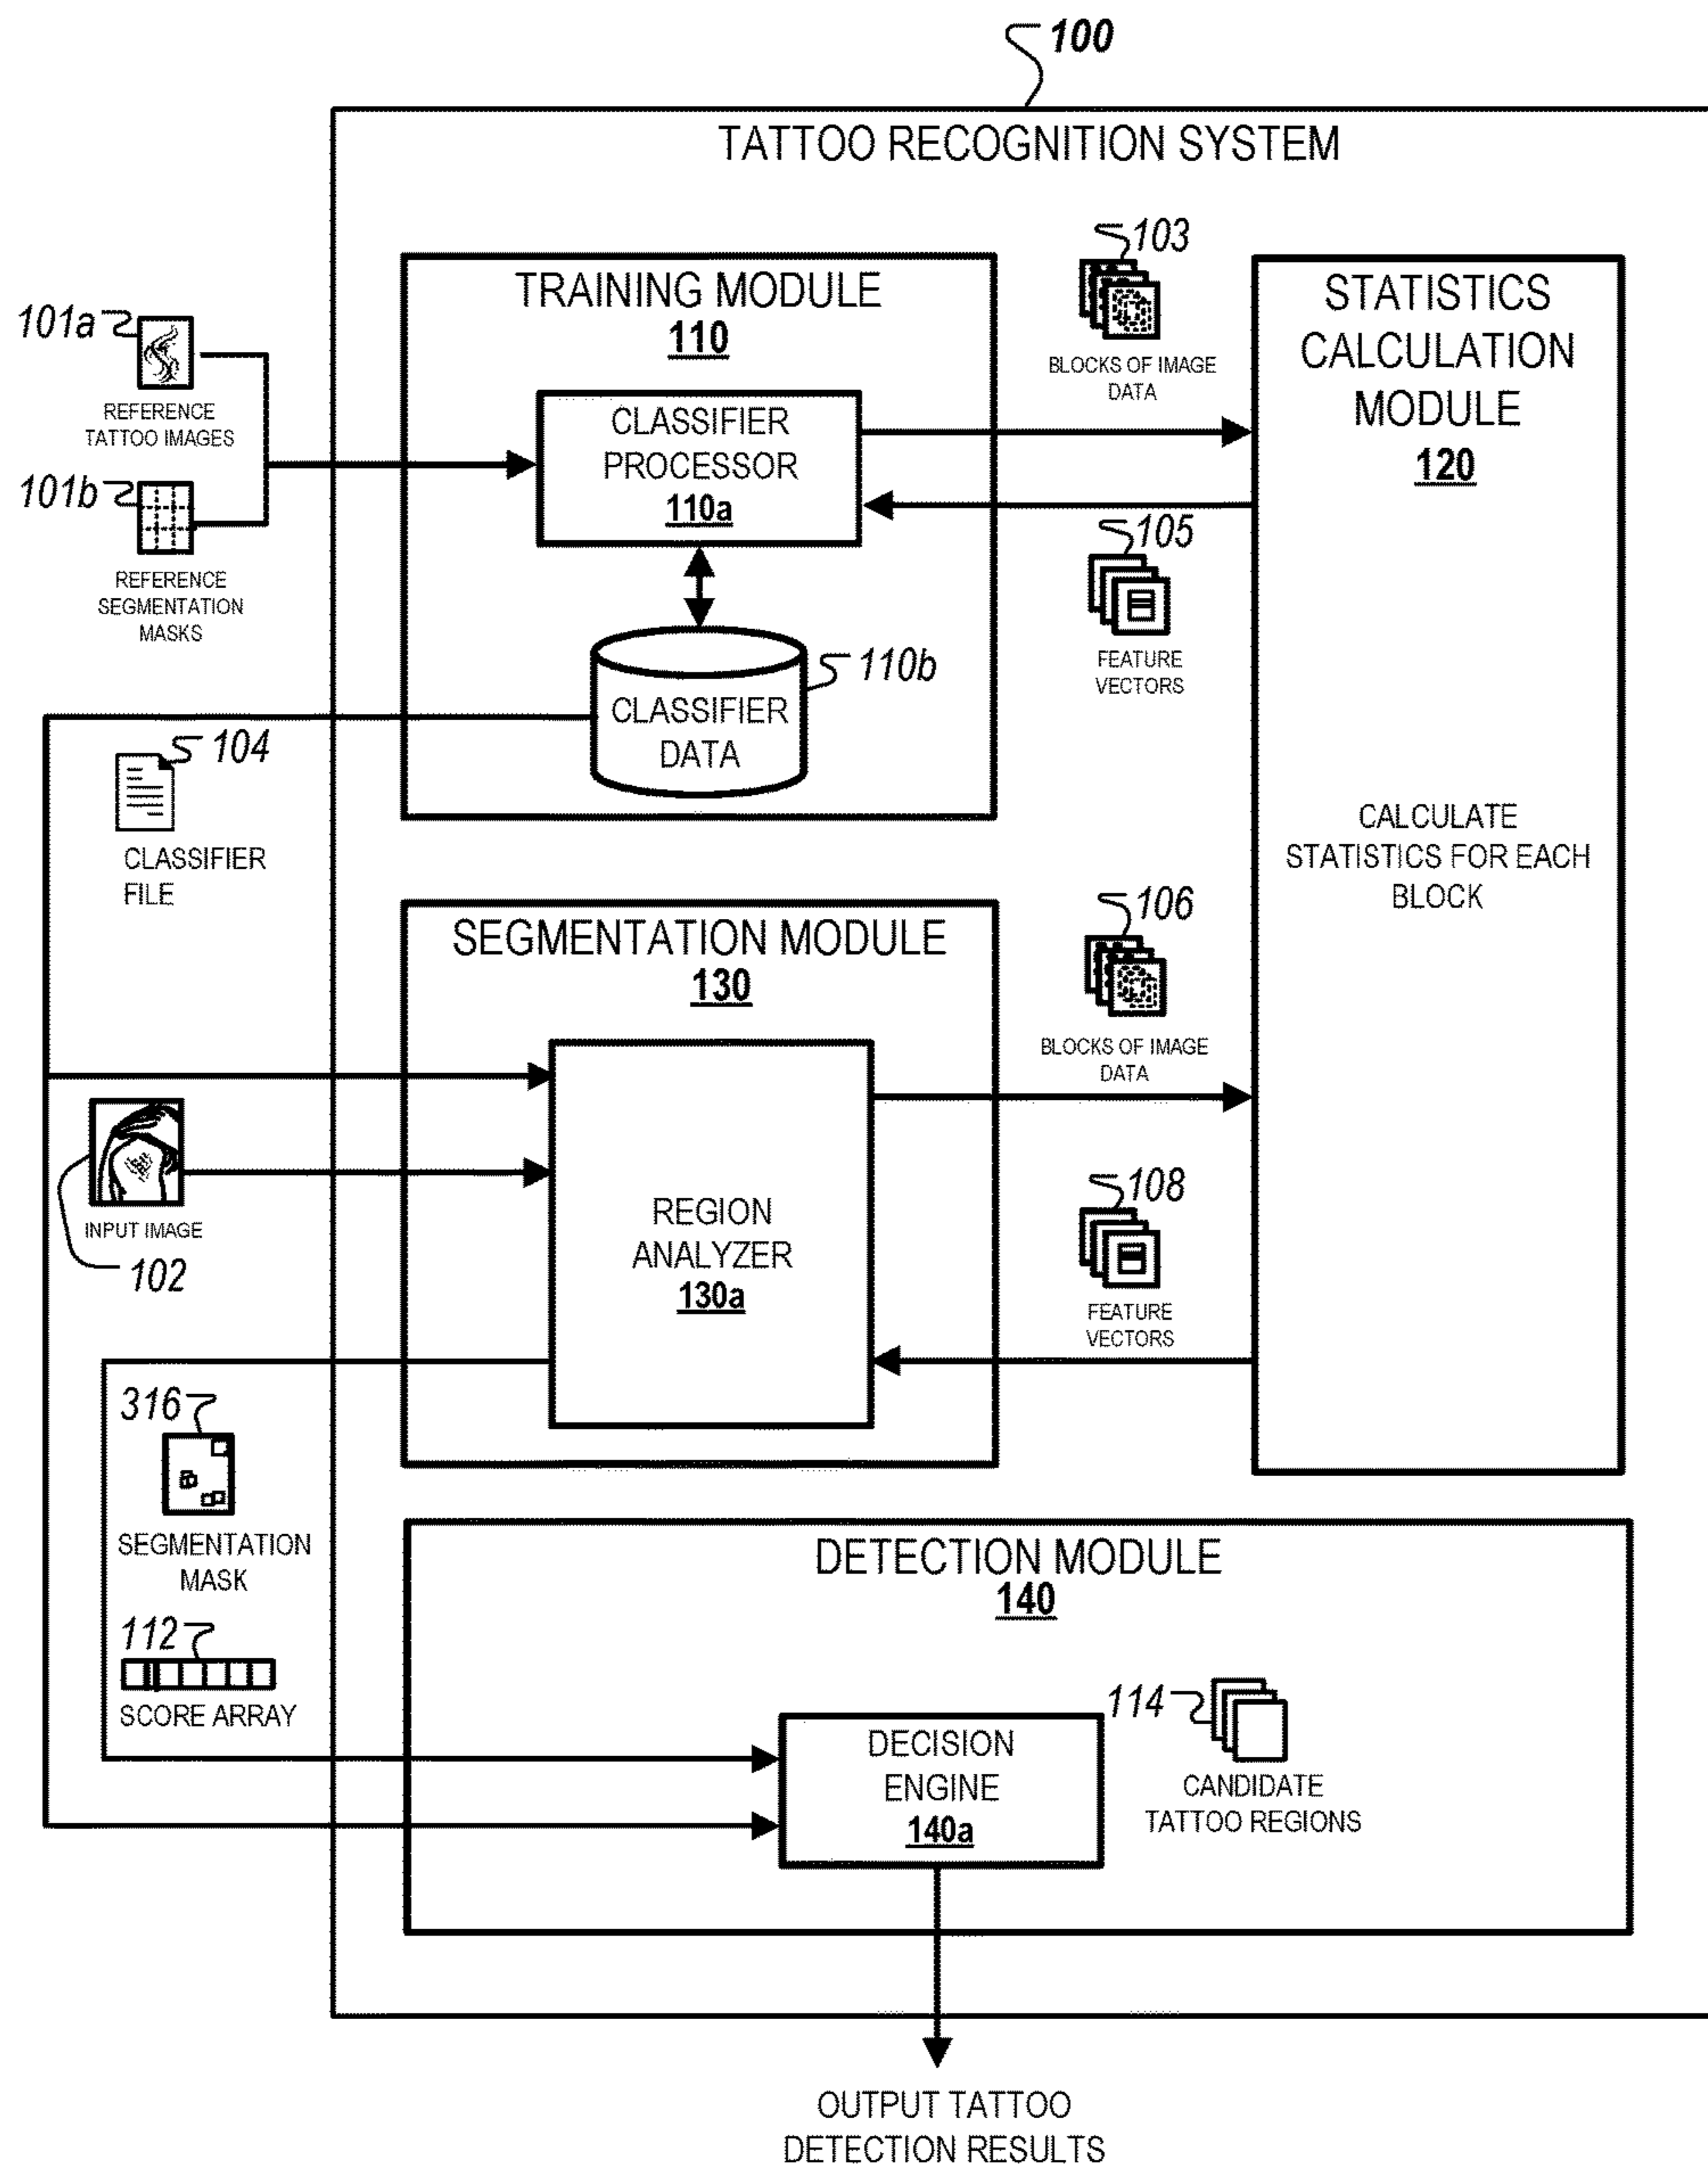 100
TATTOO RECOGNITION SYSTEM
101a
REFERENCE
TATTOO IMAGES
101b
REFERENCE
SEGMENTATION
MASKS
TRAINING MODULE
110
CLASSIFIER
PROCESSOR
110a
CLASSIFIER
DATA
110b
103
BLOCKS OF IMAGE
DATA
105
FEATURE
VECTORS
STATISTICS
CALCULATION
MODULE
120
CALCULATE
STATISTICS FOR EACH
BLOCK
104
CLASSIFIER
FILE
SEGMENTATION MODULE
130
REGION
ANALYZER
130a
106
BLOCKS OF IMAGE
DATA
108
FEATURE
VECTORS
INPUT IMAGE
102
316
SEGMENTATION
MASK
112
SCORE ARRAY
DETECTION MODULE
140
DECISION
ENGINE
140a
114
CANDIDATE
TATTOO REGIONS
OUTPUT TATTOO
DETECTION RESULTS